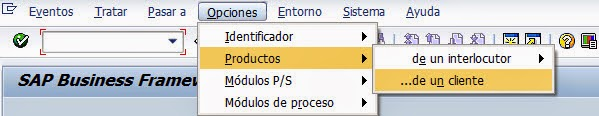 Eventos Tratar Pasar a Opciones Entorno Sistema Ayuda
Identificador
Productos
de un interlocutor
Módulos P/S
...de un cliente
Módulos de proceso
SAP Business Framew